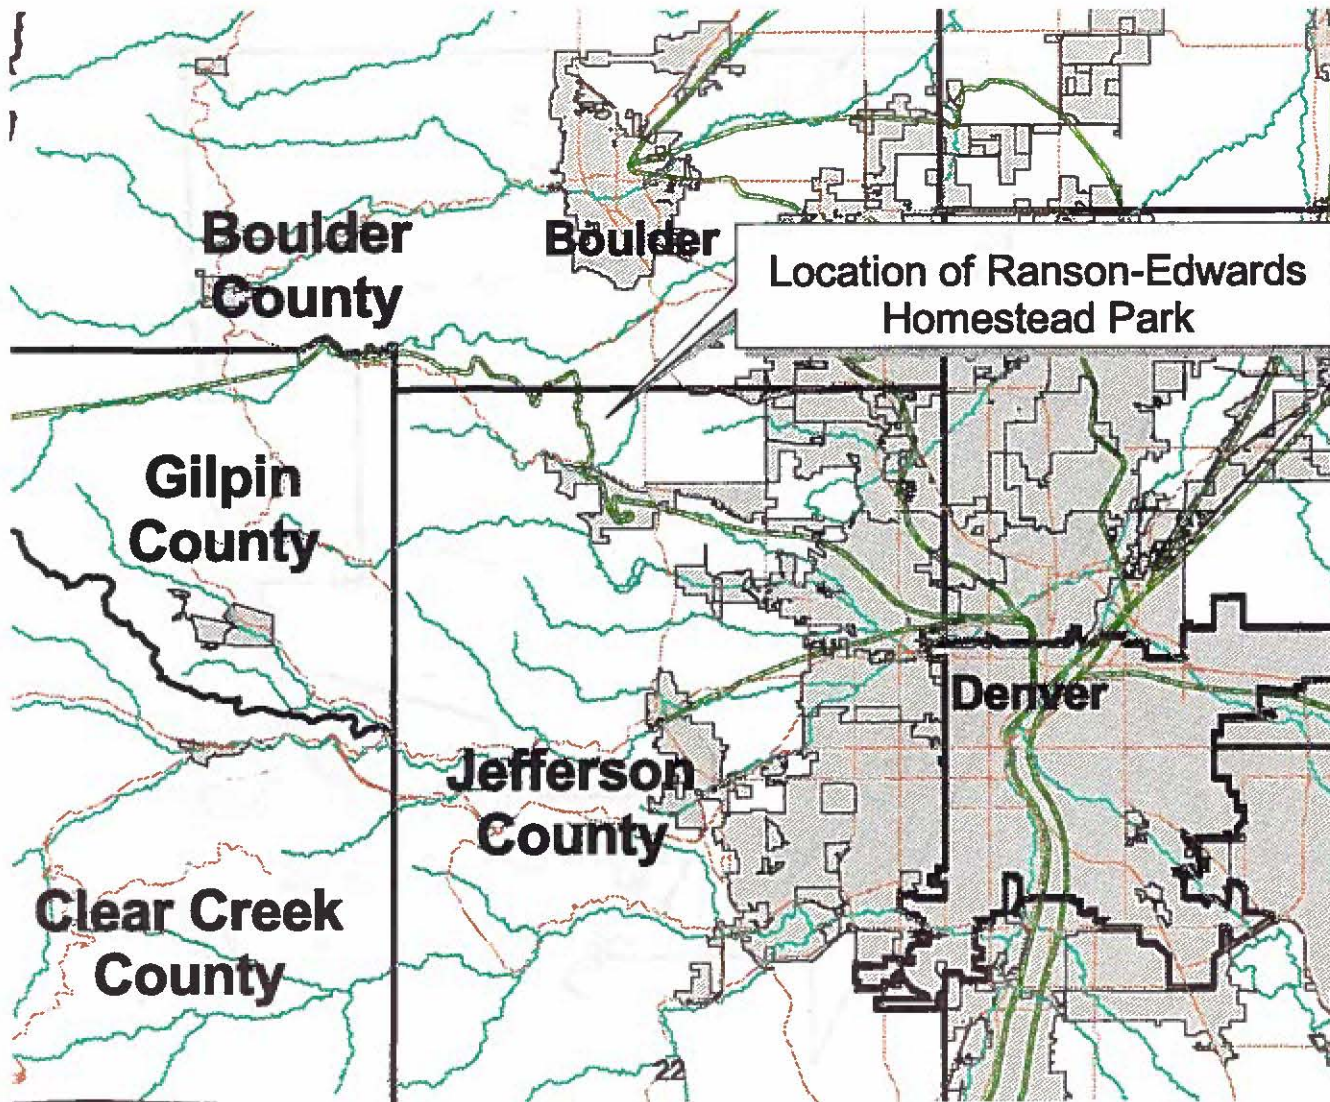 Boulder
County
Boulder
Location of Ranson-Edwards
Homestead Park
Gilpin
County
Denver
Jefferson
County
Clear Creek
County
22